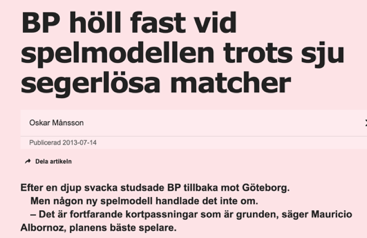 BP höll fast vid
spelmodellen trots sju
segerlösa matcher
Oskar Månsson
Publicerad 2013-07-14
Dela artikeln
Efter en djup svacka studsade BP tillbaka mot Göteborg.
Men någon ny spelmodell handlade det inte om.
– Det är fortfarande kortpassningar som är grunden, säger Mauricio
Albornoz, planens bäste spelare.